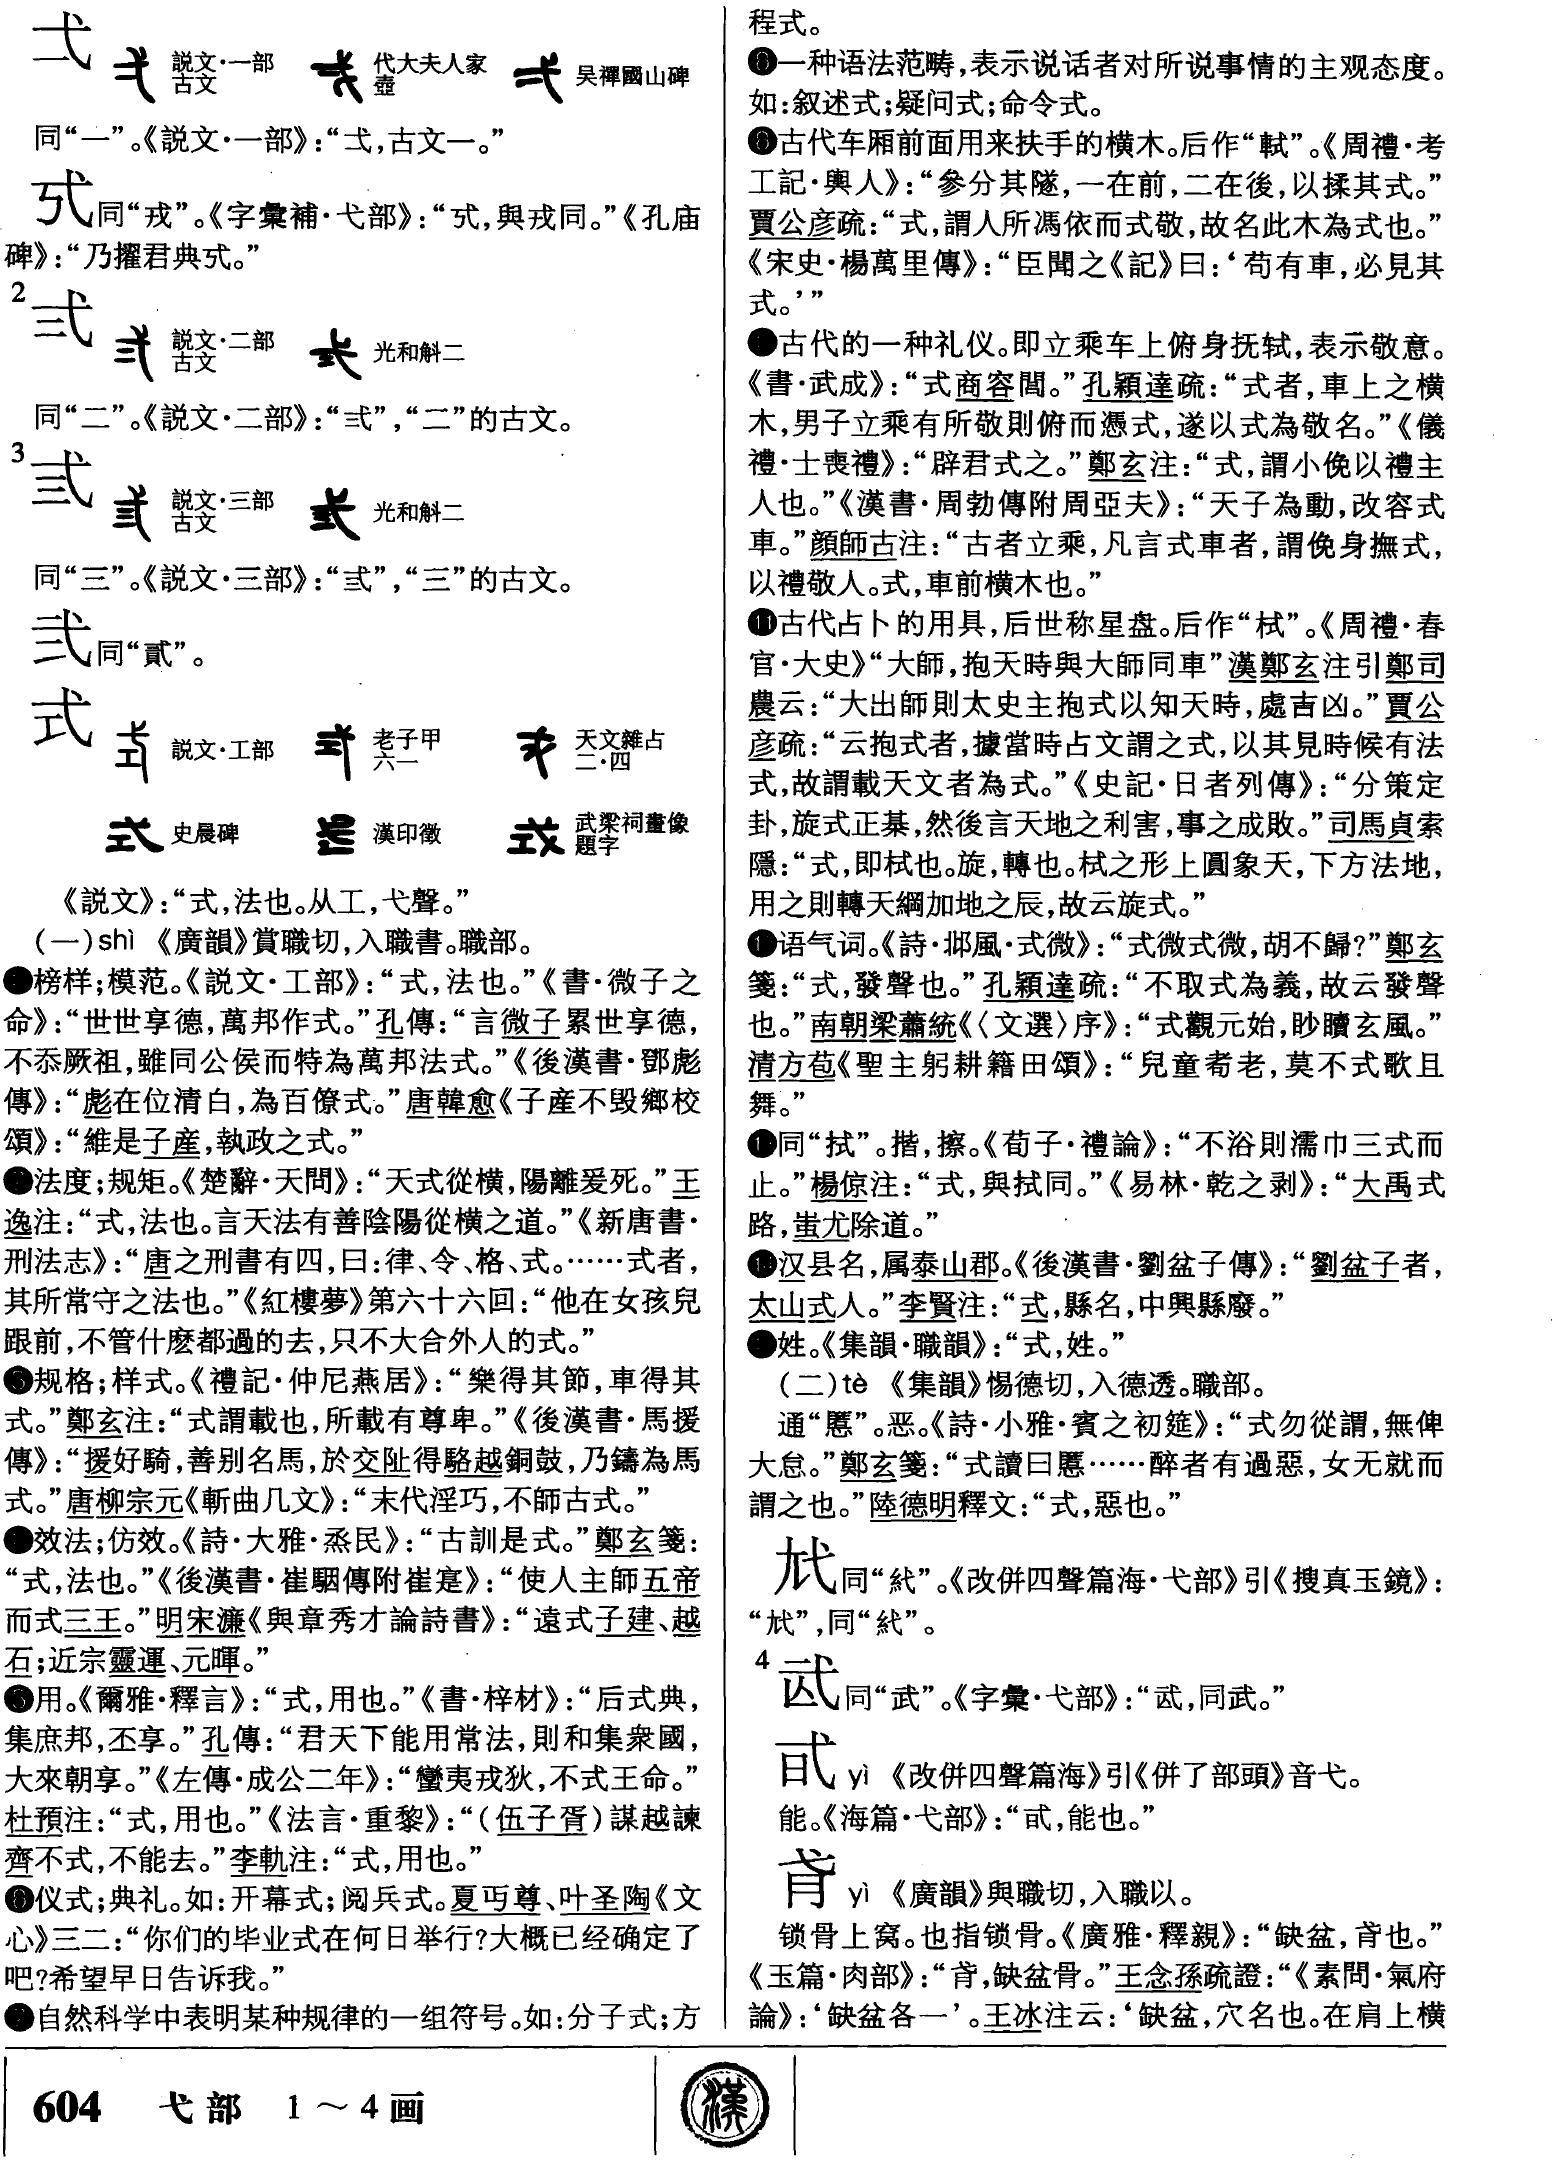 弌
説文·一部
古文
代大夫人家
壺
吴禪國山碑
同“一”。《説文·一部》:“弌,古文一。”
同“戎”。《字彙補·弋部》:“㢤,與戎同。”《孔庙
碑》:“乃擢君典㢤。”
2
弍
説文·二部
古文
光和斛二
同“二”。《説文·二部》:“弍”,“二”的古文。
3
弎
説文·三部
古文
光和斛二
同“三”。《説文·三部》:“弎”,“三”的古文。
弐同“貳”。
式
説文·工部
老子甲
六一
天文雜占
二·四
史晨碑
漢印徵
武梁祠畫像
題字
《説文》:“式,法也。从工,弋聲。”
(一)shì 《廣韻》賞職切,入職書。職部。
❶榜样;模范。《説文·工部》:“式,法也。”《書·微子之
命》:“世世享德,萬邦作式。”孔傳:“言微子累世享德,
不忝厥祖,雖同公侯而特為萬邦法式。”《後漢書·鄧彪
傳》:“彪在位清白,為百僚式。”唐韓愈《子産不毁鄉校
頌》:“維是子産,執政之式。”
❷法度;规矩。《楚辭·天問》:“天式從横,陽離爰死。”王
逸注:“式,法也。言天法有善陰陽從横之道。”《新唐書·
刑法志》:“唐之刑書有四,曰:律、令、格、式。……式者,
其所常守之法也。”《紅樓夢》第六十六回:“他在女孩兒
跟前,不管什麽都過的去,只不大合外人的式。”
❸规格;样式。《禮記·仲尼燕居》:“樂得其節,車得其
式。”鄭玄注:“式謂載也,所載有尊卑。”《後漢書·馬援
傳》:“援好騎,善别名馬,於交阯得駱越銅鼓,乃鑄為馬
式。”唐柳宗元《斬曲几文》:“末代淫巧,不師古式。”
❹效法;仿效。《詩·大雅·烝民》:“古訓是式。”鄭玄箋:
“式,法也。”《後漢書·崔駰傳附崔寔》:“使人主師五帝
而式三王。”明宋濂《與章秀才論詩書》:“遠式子建、越
石;近宗靈運、元暉。”
❺用。《爾雅·釋言》:“式,用也。”《書·梓材》:“后式典,
集庶邦,丕享。”孔傳:“君天下能用常法,則和集衆國,
大來朝享。”《左傳·成公二年》:“蠻夷戎狄,不式王命。”
杜預注:“式,用也。”《法言·重黎》:“(伍子胥)謀越諫
齊不式,不能去。”李軌注:“式,用也。”
❻仪式;典礼。如:开幕式;阅兵式。夏丏尊、叶圣陶《文
心》三二:“你们的毕业式在何日举行?大概已经确定了
吧?希望早日告诉我。”
❼自然科学中表明某种规律的一组符号。如:分子式;方
程式。
❽一种语法范畴,表示说话者对所说事情的主观态度。
如:叙述式;疑问式;命令式。
❾古代车厢前面用来扶手的横木。后作“軾”。《周禮·考
工記·輿人》:“參分其隧,一在前,二在後,以揉其式。”
賈公彦疏:“式,謂人所馮依而式敬,故名此木為式也。”
《宋史·楊萬里傳》:“臣聞之《記》曰:‘苟有車,必見其
式。’”
❿古代的一种礼仪。即立乘车上俯身抚轼,表示敬意。
《書·武成》:“式商容閭。”孔穎達疏:“式者,車上之横
木,男子立乘有所敬則俯而憑式,遂以式為敬名。”《儀
禮·士喪禮》:“辟君式之。”鄭玄注:“式,謂小俛以禮主
人也。”《漢書·周勃傳附周亞夫》:“天子為動,改容式
車。”顔師古注:“古者立乘,凡言式車者,謂俛身撫式,
以禮敬人。式,車前横木也。”
⓫古代占卜的用具,后世称星盘。后作“栻”。《周禮·春
官·大史》“大師,抱天時與大師同車”漢鄭玄注引鄭司
農云:“大出師則太史主抱式以知天時,處吉凶。”賈公
彦疏:“云抱式者,據當時占文謂之式,以其見時候有法
式,故謂載天文者為式。”《史記·日者列傳》:“分策定
卦,旋式正棊,然後言天地之利害,事之成敗。”司馬貞索
隱:“式,即栻也。旋,轉也。栻之形上圓象天,下方法地,
用之則轉天綱加地之辰,故云旋式。”
⓬语气词。《詩·邶風·式微》:“式微式微,胡不歸?”鄭玄
箋:“式,發聲也。”孔穎達疏:“不取式為義,故云發聲
也。”南朝梁蕭統《〈文選〉序》:“式觀元始,眇矚玄風。”
清方苞《聖主躬耕籍田頌》:“兒童耇老,莫不式歌且
舞。”
⓭同“拭”。揩,擦。《荀子·禮論》:“不浴則濡巾三式而
止。”楊倞注:“式,與拭同。”《易林·乾之剥》:“大禹式
路,蚩尤除道。”
⓮汉县名,属泰山郡。《後漢書·劉盆子傳》:“劉盆子者,
太山式人。”李賢注:“式,縣名,中興縣廢。”
⓯姓。《集韻·職韻》:“式,姓。”
(二)tè 《集韻》惕德切,入德透。職部。
通“慝”。恶。《詩·小雅·賓之初筵》:“式勿從謂,無俾
大怠。”鄭玄箋:“式讀曰慝……醉者有過惡,女无就而
謂之也。”陸德明釋文:“式,惡也。”
同“紎”。《改併四聲篇海·弋部》引《搜真玉鏡》:
同“紎”。
4
同“武”。《字彙·弋部》:同武。”
yì 《改併四聲篇海》引《併了部頭》音弋。
能。《海篇·弋部》:能也。”
肻 yì 《廣韻》與職切,入職以。
锁骨上窝。也指锁骨。《廣雅·釋親》:“缺盆,也。”
《玉篇·肉部》:缺盆骨。”王念孫疏證:“《素問·氣府
論》:‘缺盆各一’。王冰注云:‘缺盆,穴名也。在肩上横
604 弋部 1～4画
漢